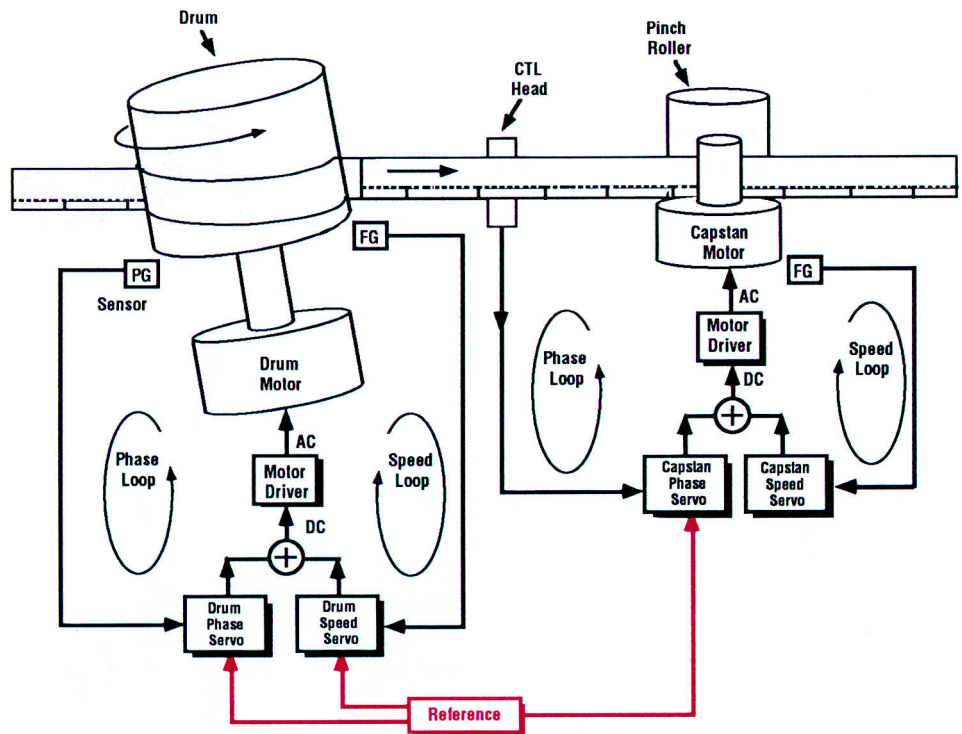 Drum
Pinch
Roller
CTL
Head
FG
PG
Sensor
Capstan
Motor
FG
AC
Motor
Driver
DC
Phase
Loop
Speed
Loop
Drum
Motor
AC
Phase
Loop
Motor
Driver
Speed
Loop
DC
Capstan
Phase
Servo
Capstan
Speed
Servo
Drum
Phase
Servo
Drum
Speed
Servo
Reference